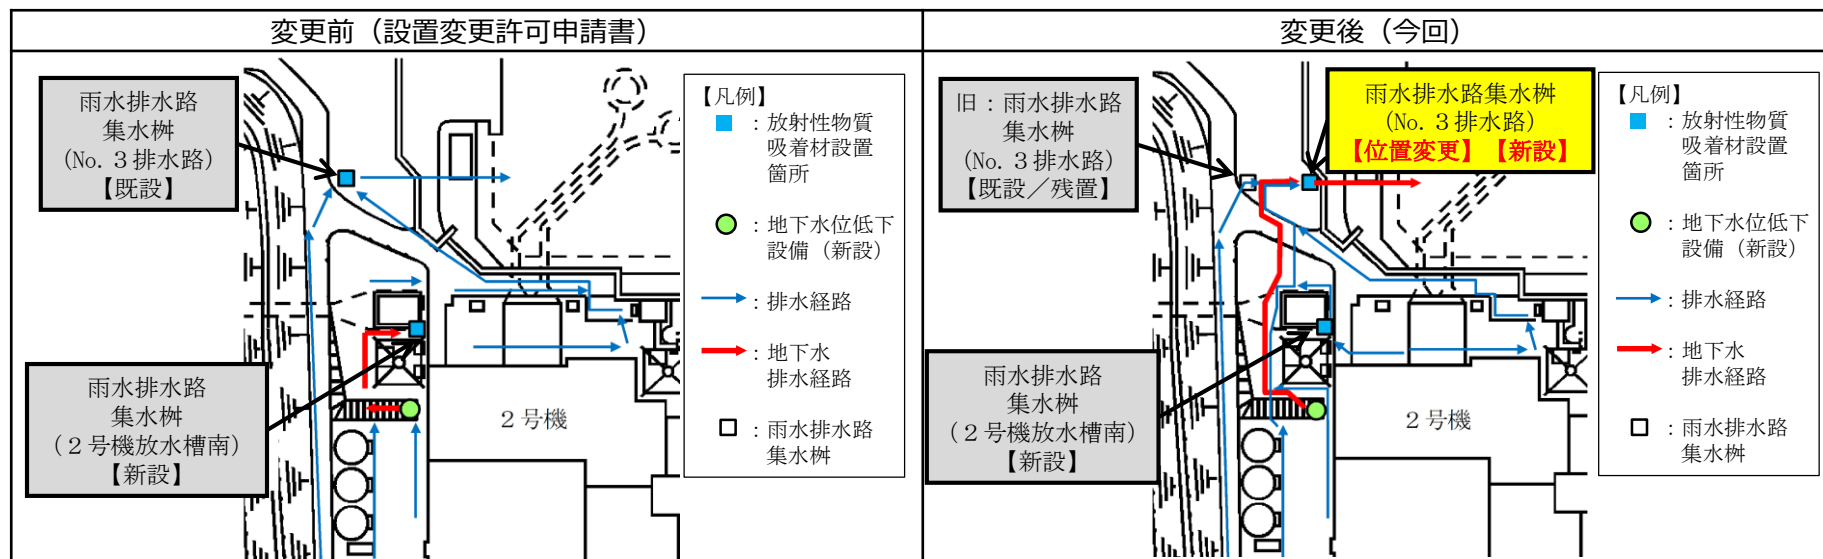 変更前（設置変更許可申請書）
雨水排水路
集水桝
(No. 3排水路)
【既設】
雨水排水路
集水桝
（2号機放水槽南）
【新設】
2号機
【凡例】
：放射性物質
吸着材設置
箇所
：地下水位低下
設備（新設）
：排水経路
：地下水
排水経路
：雨水排水路
集水桝
変更後（今回）
旧：雨水排水路
集水桝
(No. 3排水路)
【既設／残置】
雨水排水路集水桝
(No. 3排水路)
【位置変更】【新設】
雨水排水路
集水桝
（2号機放水槽南）
【新設】
2号機
【凡例】
：放射性物質
吸着材設置
箇所
：地下水位低下
設備（新設）
：排水経路
：地下水
排水経路
：雨水排水路
集水桝